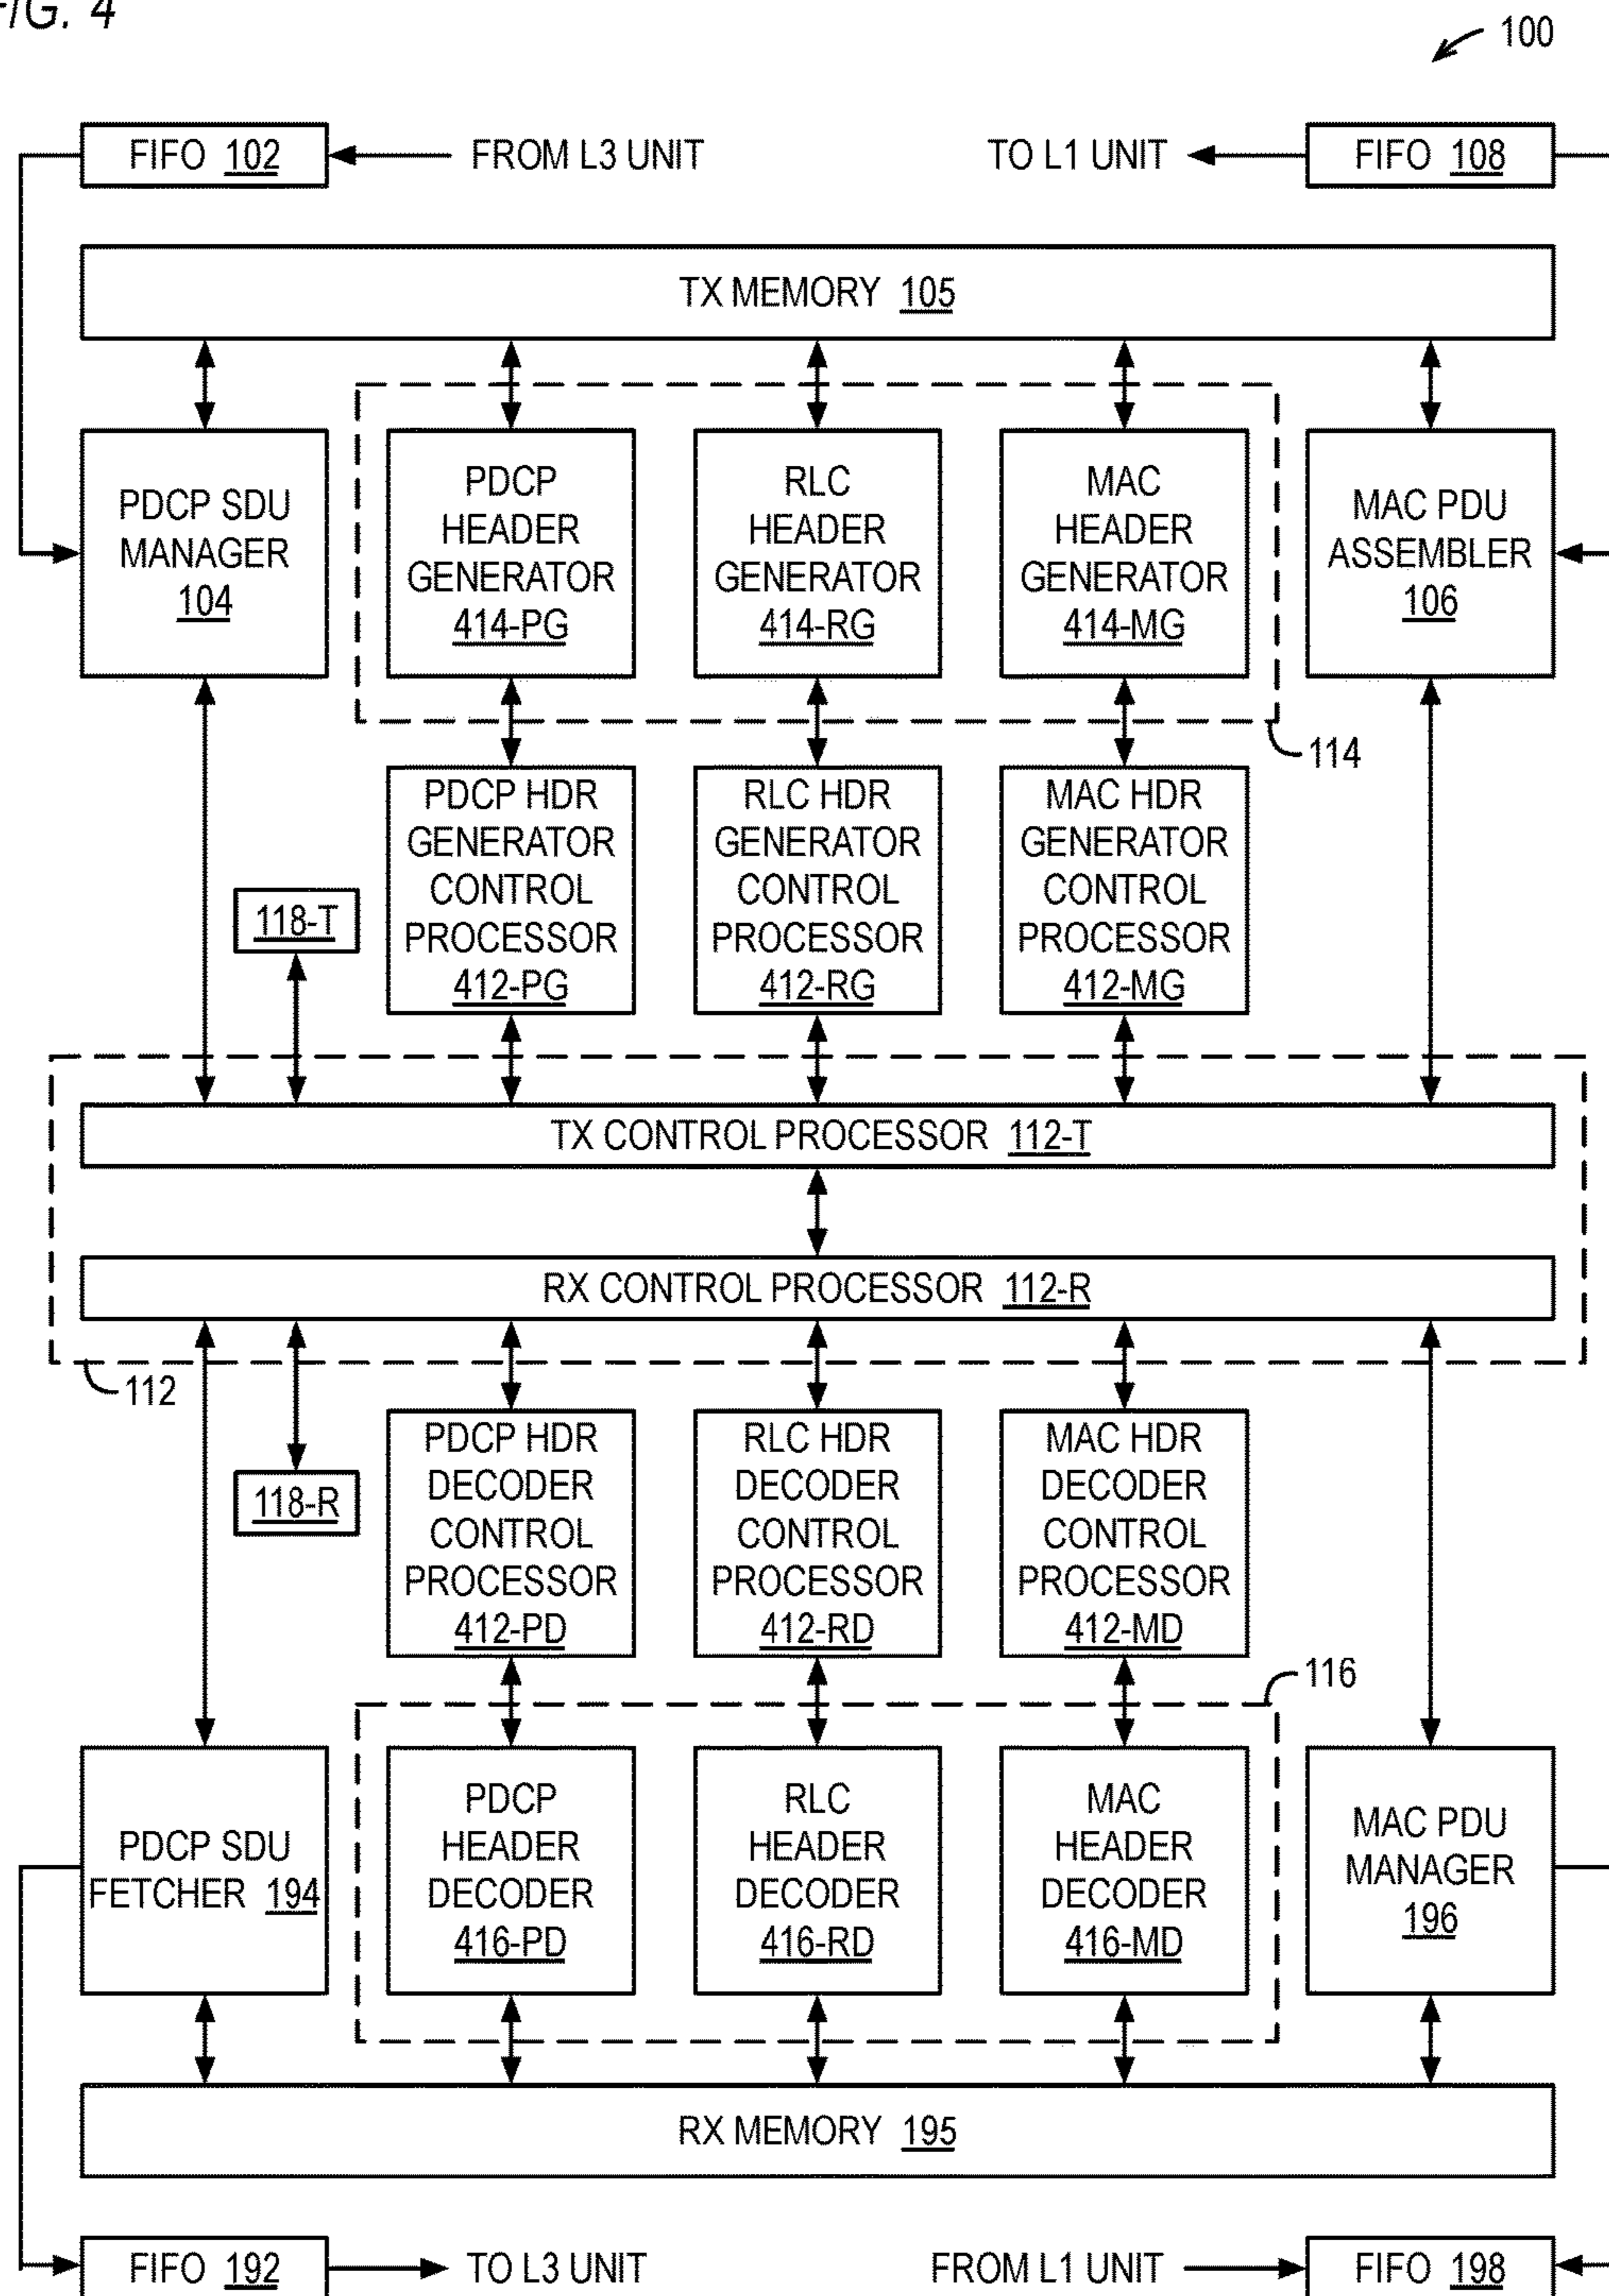 FIG. 4
100
FIFO 102
FROM L3 UNIT
TO L1 UNIT
FIFO 108
TX MEMORY 105
PDCP SDU
MANAGER
104
PDCP
HEADER
GENERATOR
414-PG
RLC
HEADER
GENERATOR
414-RG
MAC
HEADER
GENERATOR
414-MG
MAC PDU
ASSEMBLER
106
114
PDCP HDR
GENERATOR
CONTROL
PROCESSOR
412-PG
RLC HDR
GENERATOR
CONTROL
PROCESSOR
412-RG
MAC HDR
GENERATOR
CONTROL
PROCESSOR
412-MG
118-T
TX CONTROL PROCESSOR 112-T
RX CONTROL PROCESSOR 112-R
112
118-R
PDCP HDR
DECODER
CONTROL
PROCESSOR
412-PD
RLC HDR
DECODER
CONTROL
PROCESSOR
412-RD
MAC HDR
DECODER
CONTROL
PROCESSOR
412-MD
116
PDCP SDU
FETCHER 194
PDCP
HEADER
DECODER
416-PD
RLC
HEADER
DECODER
416-RD
MAC
HEADER
DECODER
416-MD
MAC PDU
MANAGER
196
RX MEMORY 195
FIFO 192
TO L3 UNIT
FROM L1 UNIT
FIFO 198